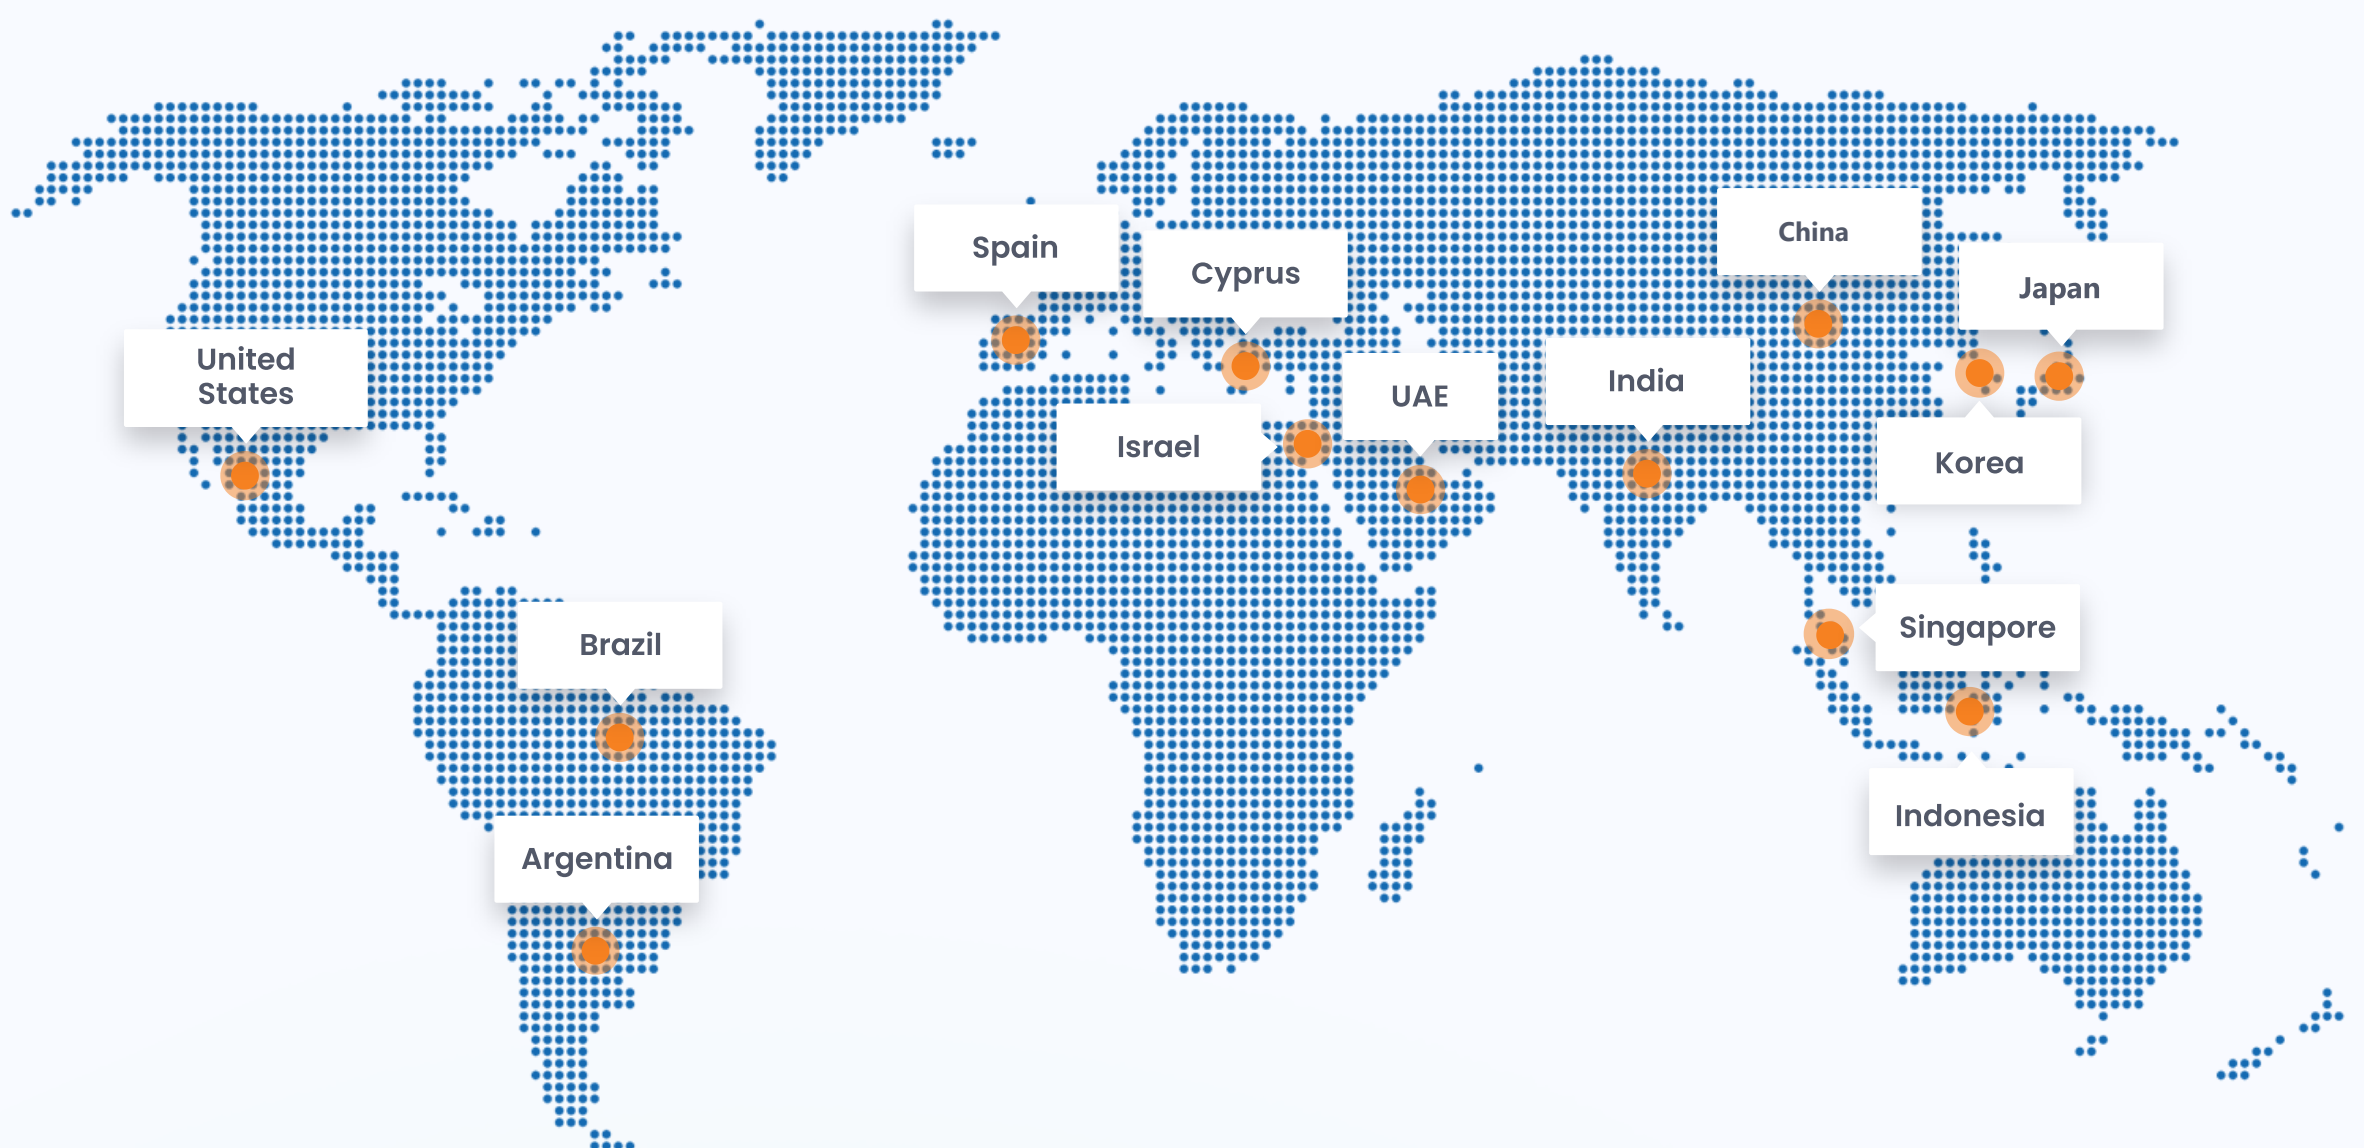 Spain
China
Cyprus
Japan
United
States
India
UAE
Israel
Korea
Singapore
Brazil
Indonesia
Argentina